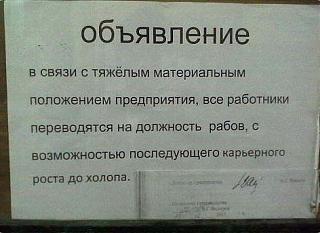 объявление
в связи с тяжёлым материальным
положением предприятия, все работники
переводятся на должность рабов, с
возможностью последующего карьерного
роста до холопа.